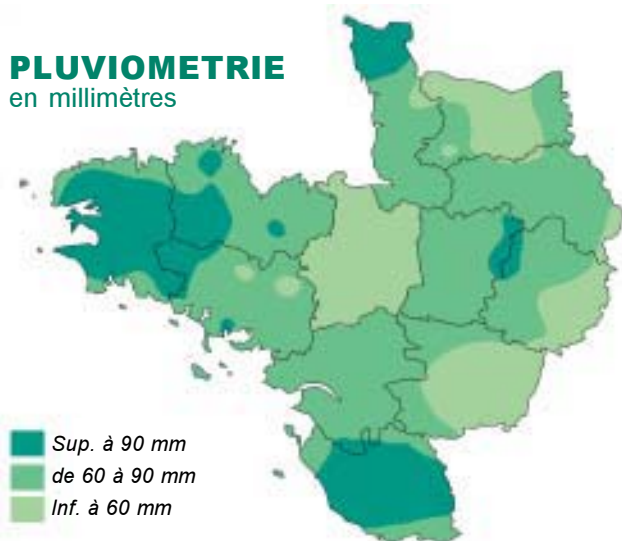 PLUVIOMETRIE
en millimètres
Sup. à 90 mm
de 60 à 90 mm
Inf. à 60 mm